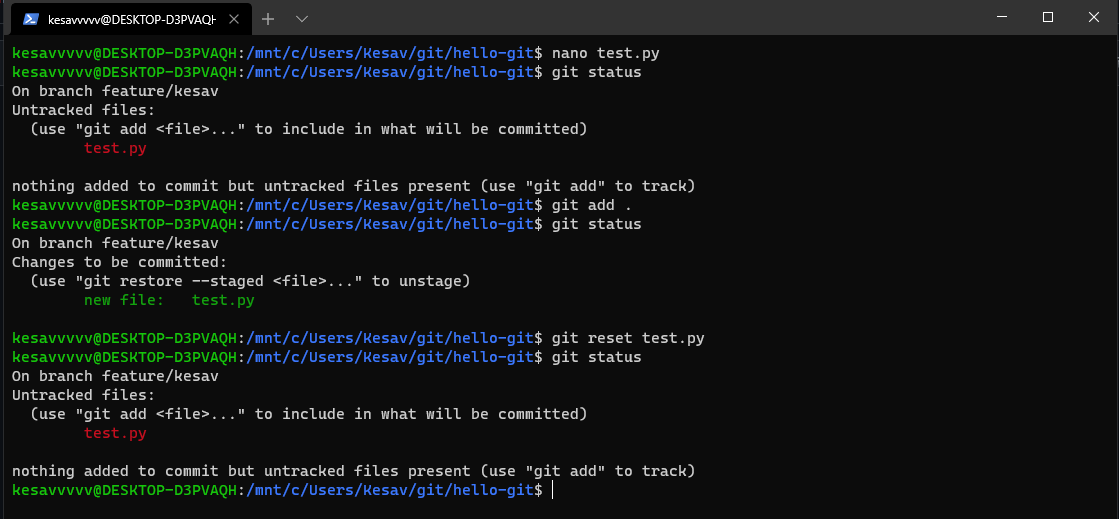 kesavvvvv@DESKTOP-D3PVAQH
kesavvvvv@DESKTOP-D3PVAQH:/mnt/c/Users/Kesav/git/hello-git$ nano test.py
kesavvvvv@DESKTOP-D3PVAQH:/mnt/c/Users/Kesav/git/hello-git$ git status
On branch feature/kesav
Untracked files:
  (use "git add <file>..." to include in what will be committed)
        test.py
nothing added to commit but untracked files present (use "git add" to track)
kesavvvvv@DESKTOP-D3PVAQH:/mnt/c/Users/Kesav/git/hello-git$ git add .
kesavvvvv@DESKTOP-D3PVAQH:/mnt/c/Users/Kesav/git/hello-git$ git status
On branch feature/kesav
Changes to be committed:
  (use "git restore --staged <file>..." to unstage)
        new file:   test.py
kesavvvvv@DESKTOP-D3PVAQH:/mnt/c/Users/Kesav/git/hello-git$ git reset test.py
kesavvvvv@DESKTOP-D3PVAQH:/mnt/c/Users/Kesav/git/hello-git$ git status
On branch feature/kesav
Untracked files:
  (use "git add <file>..." to include in what will be committed)
        test.py
nothing added to commit but untracked files present (use "git add" to track)
kesavvvvv@DESKTOP-D3PVAQH:/mnt/c/Users/Kesav/git/hello-git$